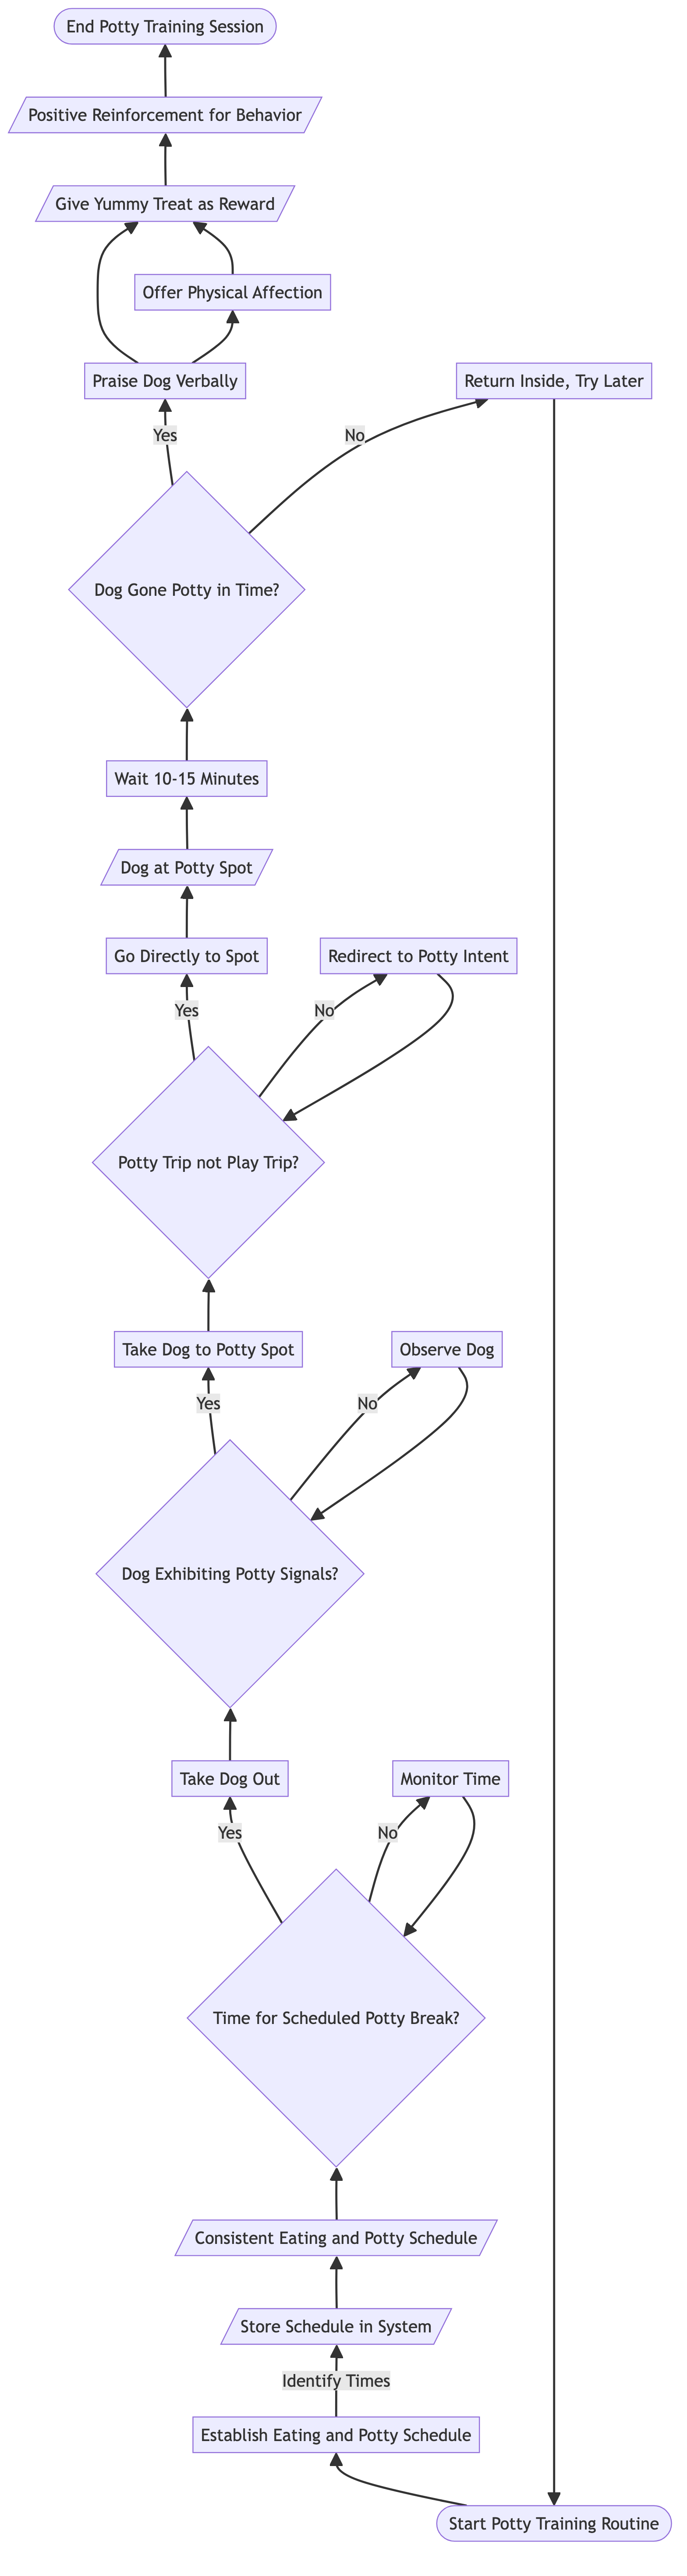 End Potty Training Session
Positive Reinforcement for Behavior
Give Yummy Treat as Reward
Offer Physical Affection
Praise Dog Verbally
Return Inside, Try Later
Yes
No
Dog Gone Potty in Time?
Wait 10-15 Minutes
Dog at Potty Spot
Go Directly to Spot
Redirect to Potty Intent
Yes
No
Potty Trip not Play Trip?
Take Dog to Potty Spot
Observe Dog
Yes
No
Dog Exhibiting Potty Signals?
Take Dog Out
Monitor Time
Yes
No
Time for Scheduled Potty Break?
Consistent Eating and Potty Schedule
Store Schedule in System
Identify Times
Establish Eating and Potty Schedule
Start Potty Training Routine